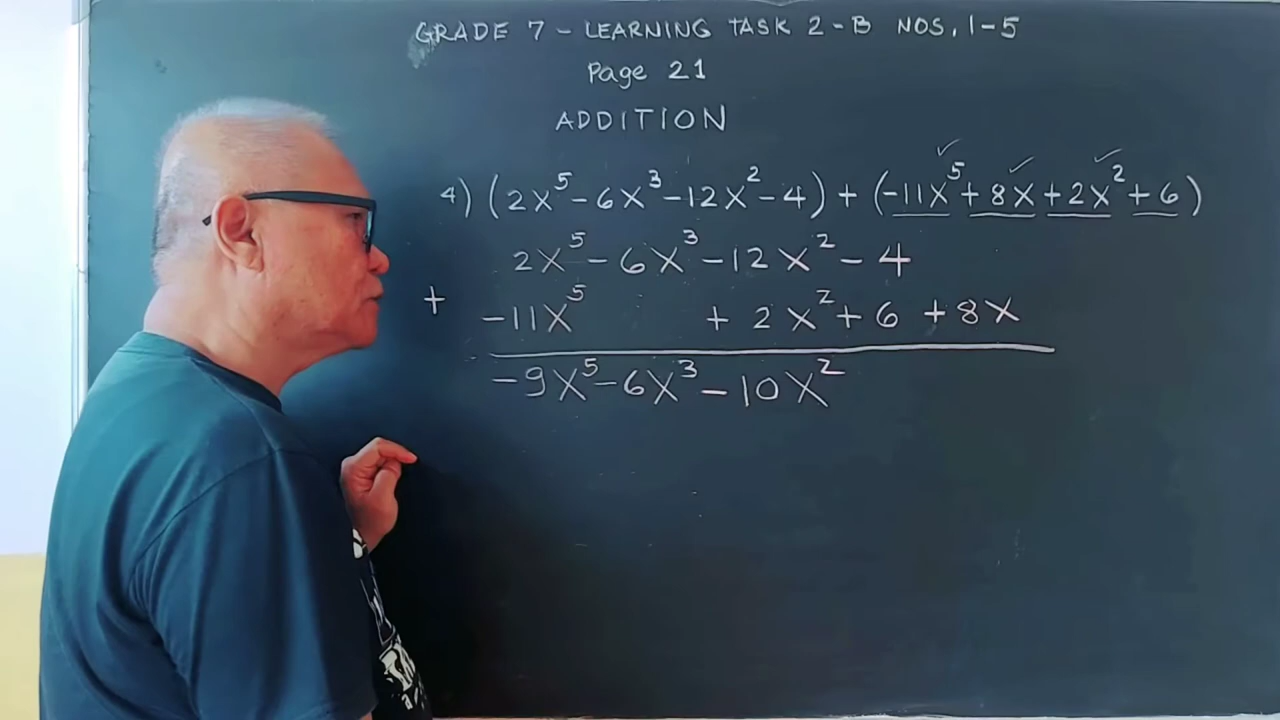 GRADE 7 - LEARNING TASK 2-B NOS. 1-5
Page 21
ADDITION
4) (2x⁵ - 6x³ - 12x² - 4) + (-11x⁵ + 8x + 2x² + 6)
2x⁵ - 6x³ - 12x² - 4
+ -11x⁵ + 2x² + 6 + 8x
-9x⁵ - 6x³ - 10x²